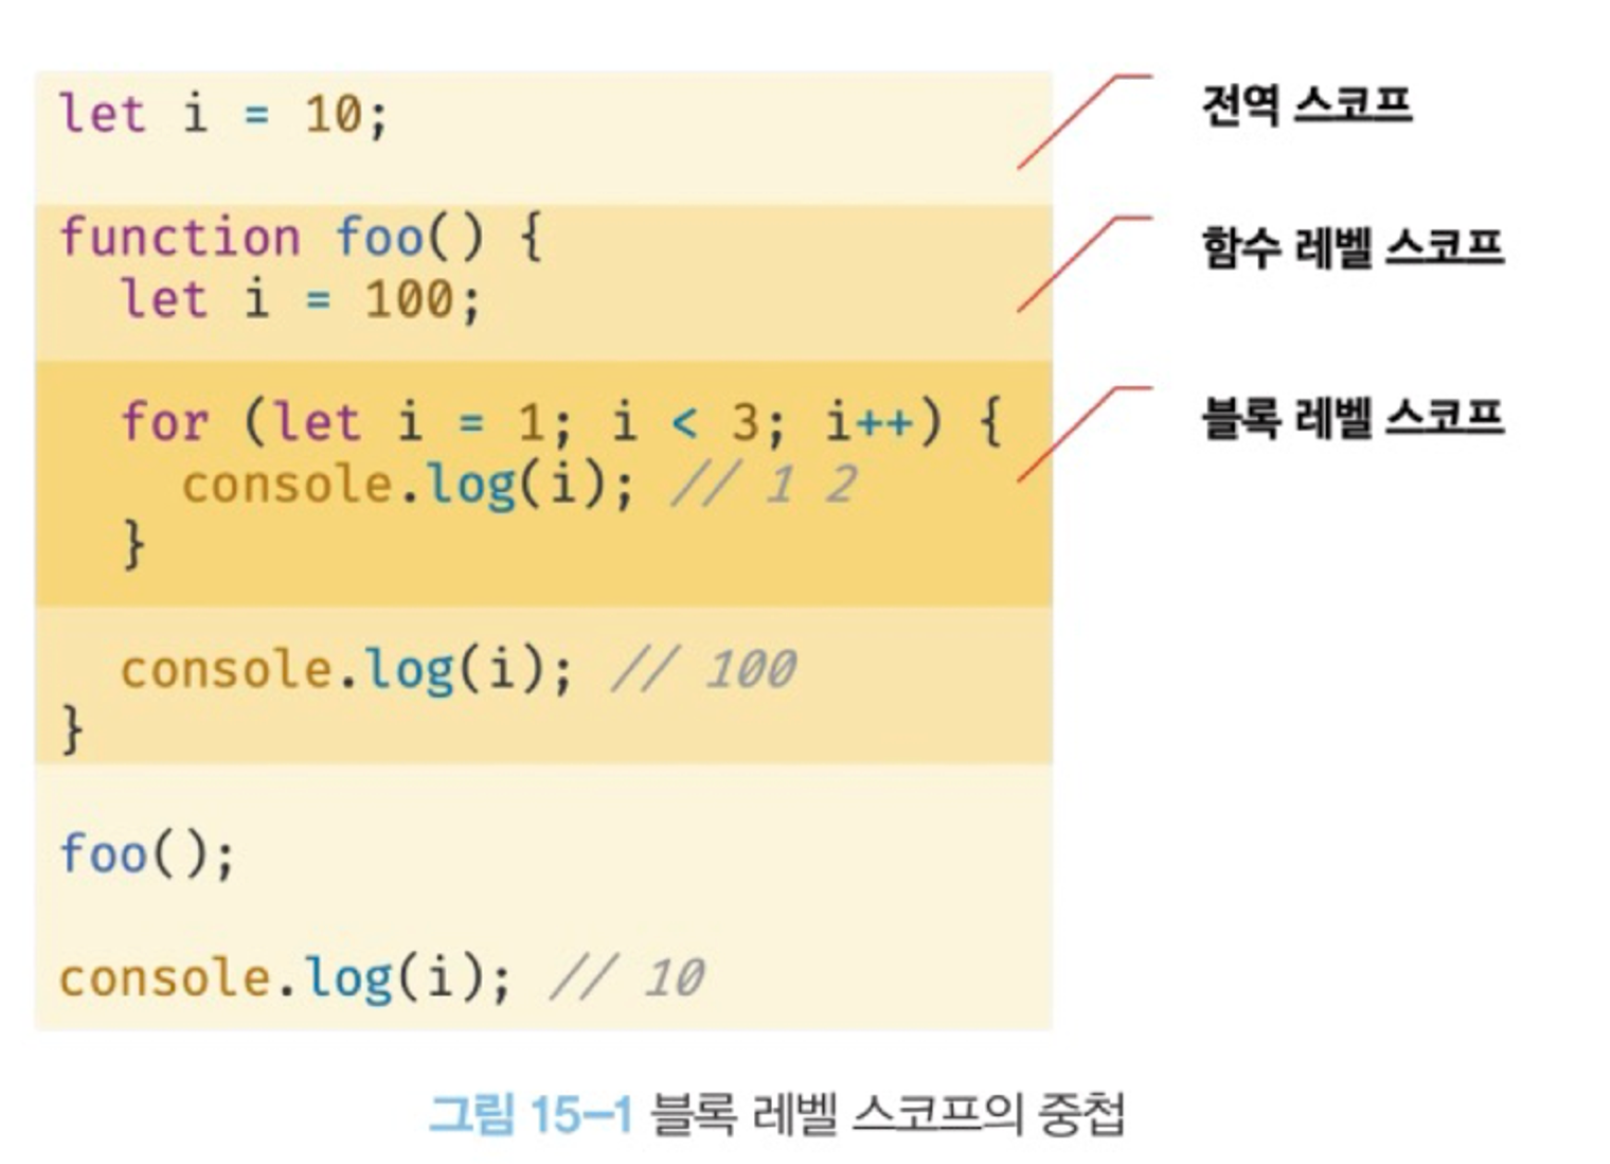 let i = 10;
전역 스코프
function foo() {
함수 레벨 스코프
let i = 100;
for (let i = 1; i < 3; i++) {
블록 레벨 스코프
console.log(i); // 1 2
}
console.log(i); // 100
}
foo();
console.log(i); // 10
그림 15-1 블록 레벨 스코프의 중첩